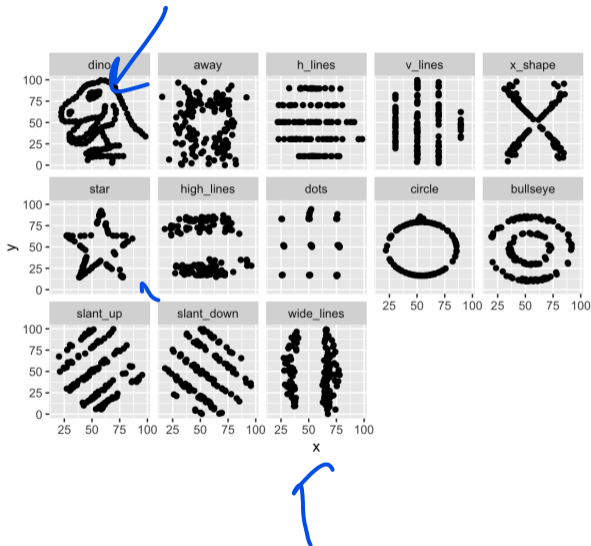 dino away h_lines v_lines x_shape
100
75
50
25
0
star high_lines dots circle bullseye
100
75
50
25
0
25 50 75 100 25 50 75 100
slant_up slant_down wide_lines
100
75
50
25
0
25 50 75 100 25 50 75 100 25 50 75 100
x
y